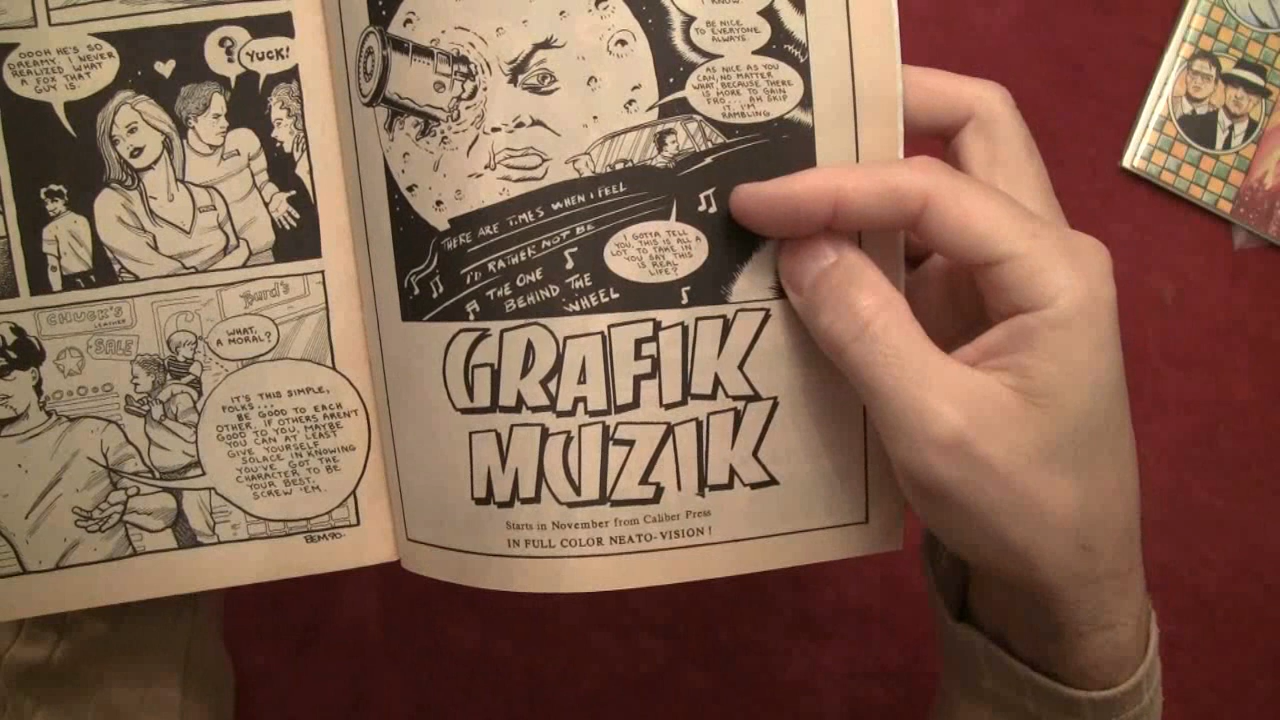 OOOH HE'S SO
DREAMY. I NEVER
REALIZED WHAT
A FOX THAT
GUY IS.
?
YUCK!
CHUCK'S
LEATHER
SALE
Burd's
WHAT,
A MORAL?
IT'S THIS SIMPLE,
FOLKS...
BE GOOD TO EACH
OTHER. IF OTHERS AREN'T
GOOD TO YOU, MAYBE
YOU CAN AT LEAST
GIVE YOURSELF
SOLACE IN KNOWING
YOU'VE GOT THE
CHARACTER TO BE
YOUR BEST.
SCREW 'EM.
BEM90-
I KNOW.
BE NICE
TO EVERYONE
ALWAYS.
AS NICE AS YOU
CAN, NO MATTER
WHAT, BECAUSE THERE
IS MORE TO GAIN
FRO... AH SKIP
IT. I'M
RAMBLING
THERE ARE TIMES WHEN I FEEL
I'D RATHER NOT BE
THE ONE
BEHIND THE
WHEEL
I GOTTA TELL
YOU, THIS IS ALL A
LOT TO TAKE IN.
YOU SAY THIS
IS REAL
LIFE?
GRAFIK
MUZIK
Starts in November from Caliber Press
IN FULL COLOR NEATO-VISION!